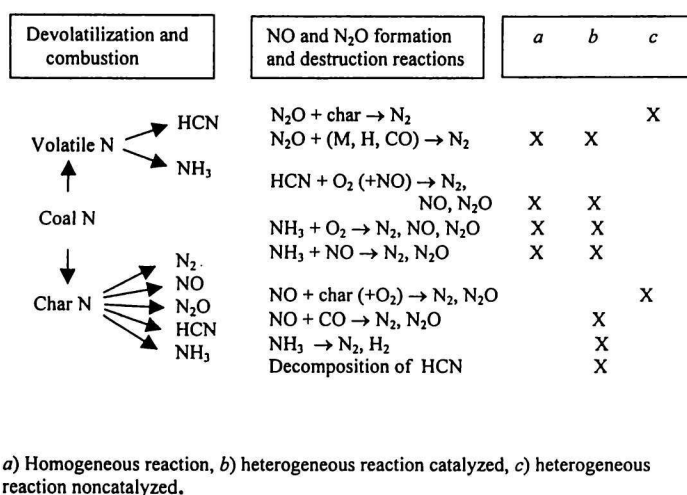 Devolatilization and combustion
NO and N₂O formation and destruction reactions
a b c
Volatile N
HCN
NH₃
Coal N
Char N
N₂
NO
N₂O
HCN
NH₃
N₂O + char → N₂ X
N₂O + (M, H, CO) → N₂ X X
HCN + O₂ (+NO) → N₂,
NO, N₂O X X
NH₃ + O₂ → N₂, NO, N₂O X X
NH₃ + NO → N₂, N₂O X X
NO + char (+O₂) → N₂, N₂O X
NO + CO → N₂, N₂O X
NH₃ → N₂, H₂ X
Decomposition of HCN X
a) Homogeneous reaction, b) heterogeneous reaction catalyzed, c) heterogeneous
reaction noncatalyzed.